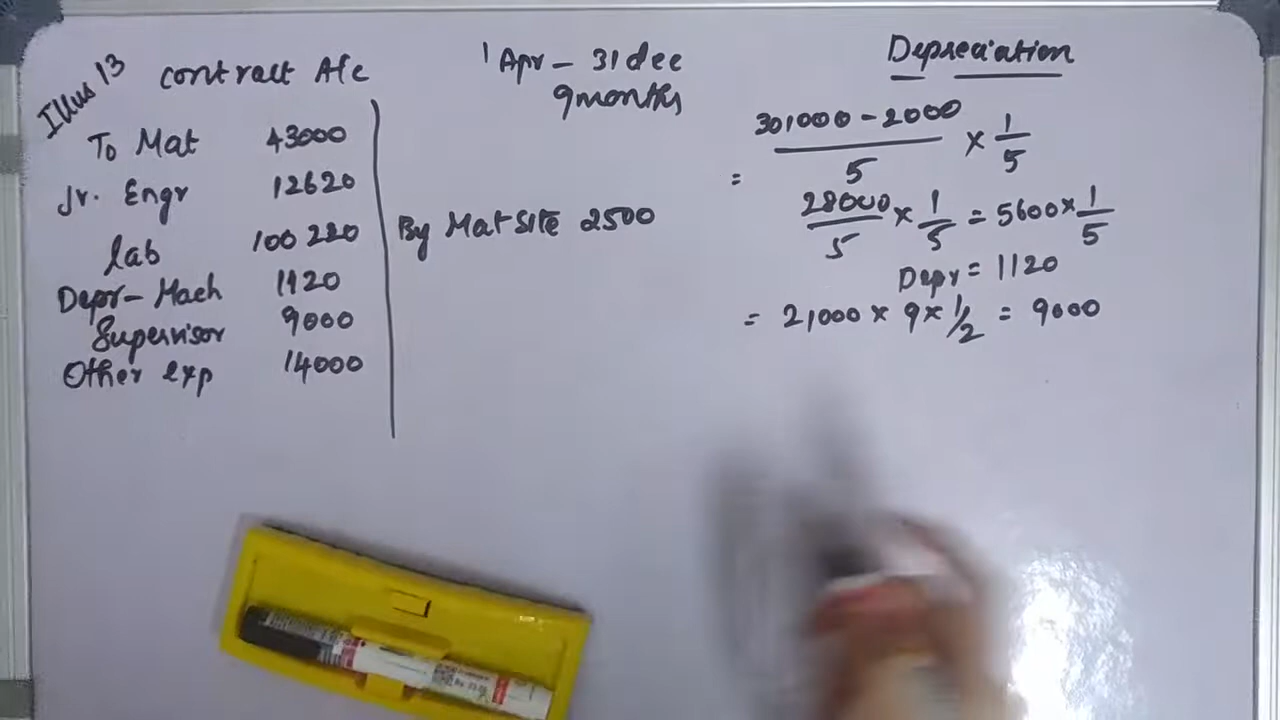 Illus 13
Contract A/c
To Mat 43000
Jr. Engr 12620
lab 100220
Depr- Mach 1120
Supervisor 9000
Other exp 14000
By Mat Site 2500
1 Apr - 31 dec
9 months
Depreciation
= 301000 - 2000 / 5 × 1/5
28000/5 × 1/5 = 5600 × 1/5
Depr = 1120
= 21000 × 9 × 1/2 = 9000